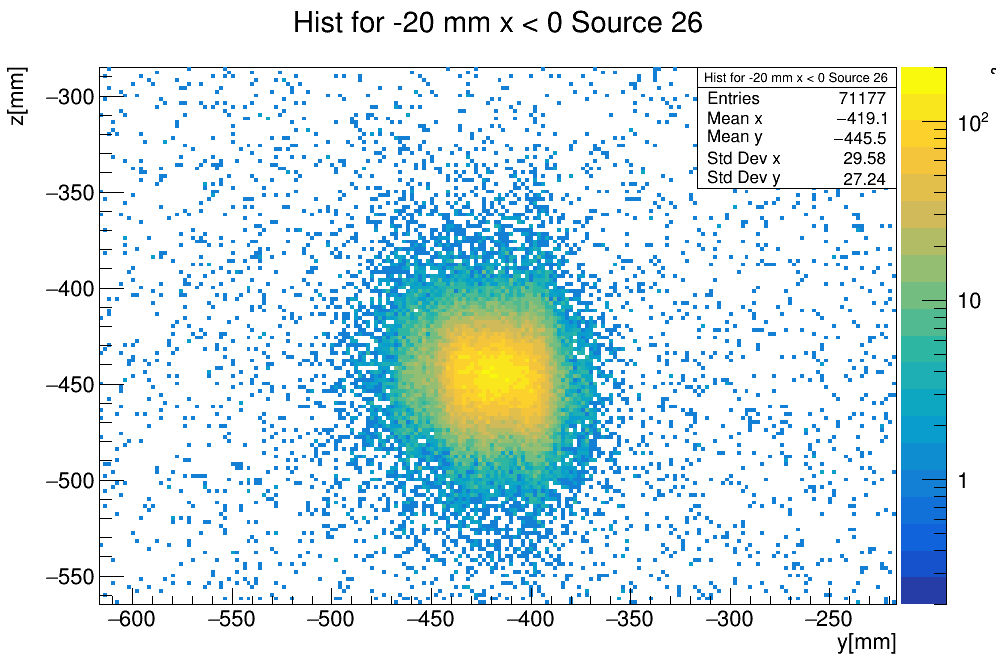 Hist for -20 mm x < 0 Source 26
z[mm]
Hist for -20 mm x < 0 Source 26
Entries 71177
Mean x −419.1
Mean y −445.5
Std Dev x 29.58
Std Dev y 27.24
−300
−350
−400
−450
−500
−550
−600 −550 −500 −450 −400 −350 −300 −250
y[mm]
10²
10
1